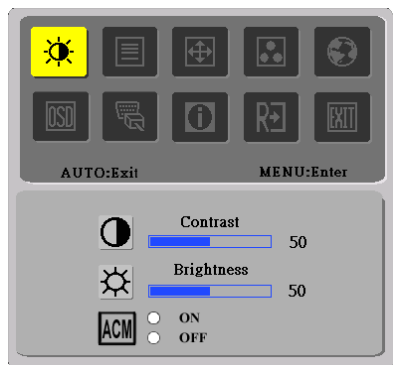 OSD i R EXIT
AUTO:Exit MENU:Enter
Contrast
50
Brightness
50
ACM ON
OFF